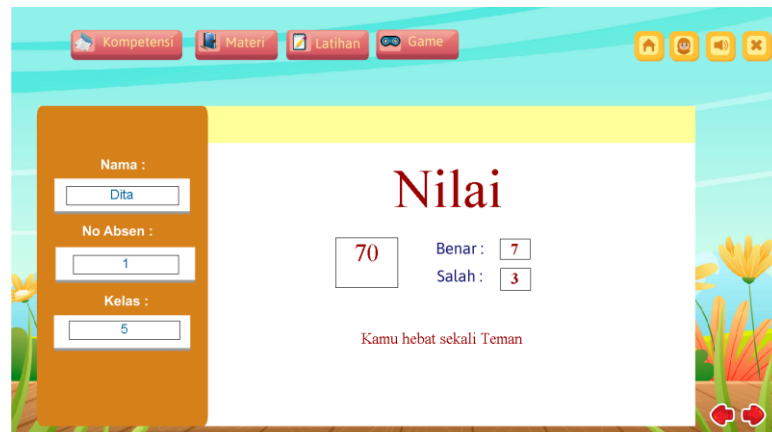 Kompetensi
Materi
Latihan
Game
Nama :
Dita
No Absen :
1
Kelas :
5
Nilai
70
Benar : 7
Salah : 3
Kamu hebat sekali Teman